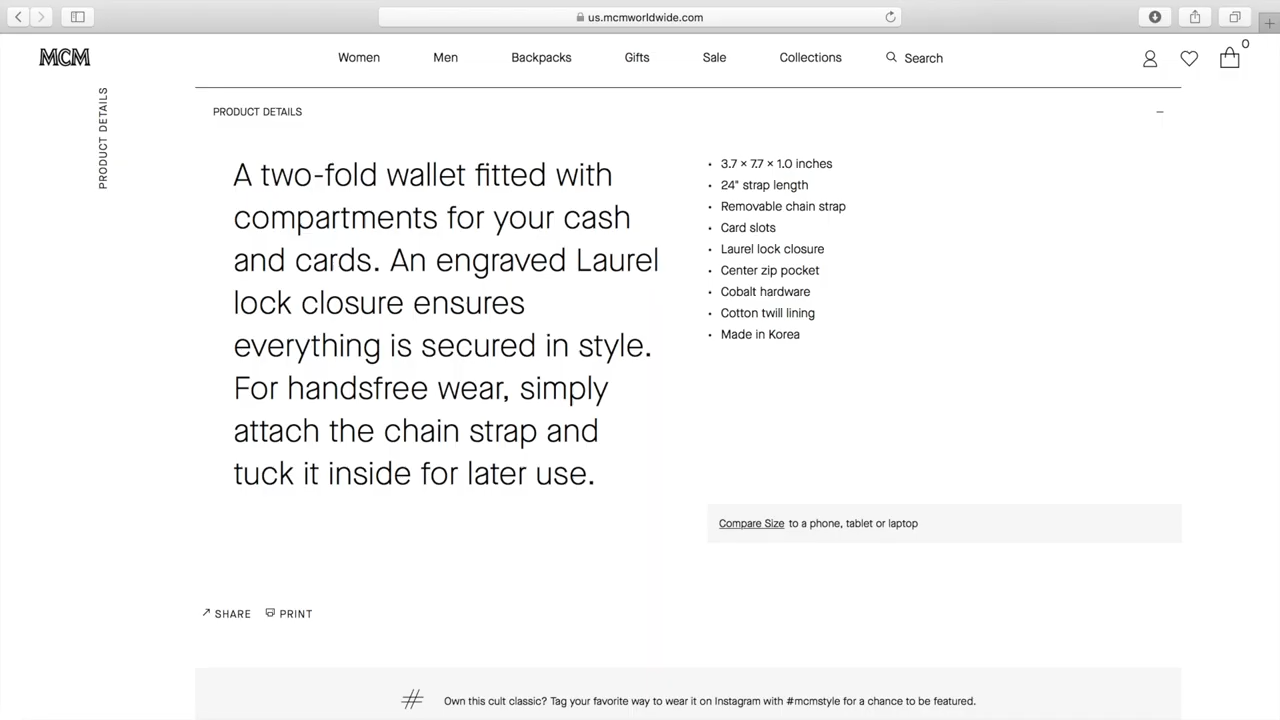 us.mcmworldwide.com
MCM
Women
Men
Backpacks
Gifts
Sale
Collections
Search
0
PRODUCT DETAILS
PRODUCT DETAILS
A two-fold wallet fitted with
compartments for your cash
and cards. An engraved Laurel
lock closure ensures
everything is secured in style.
For handsfree wear, simply
attach the chain strap and
tuck it inside for later use.
• 3.7 × 7.7 × 1.0 inches
• 24" strap length
• Removable chain strap
• Card slots
• Laurel lock closure
• Center zip pocket
• Cobalt hardware
• Cotton twill lining
• Made in Korea
Compare Size to a phone, tablet or laptop
SHARE
PRINT
# Own this cult classic? Tag your favorite way to wear it on Instagram with #mcmstyle for a chance to be featured.